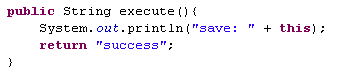 public String execute(){
    System.out.println("save: " + this);
    return "success";
}